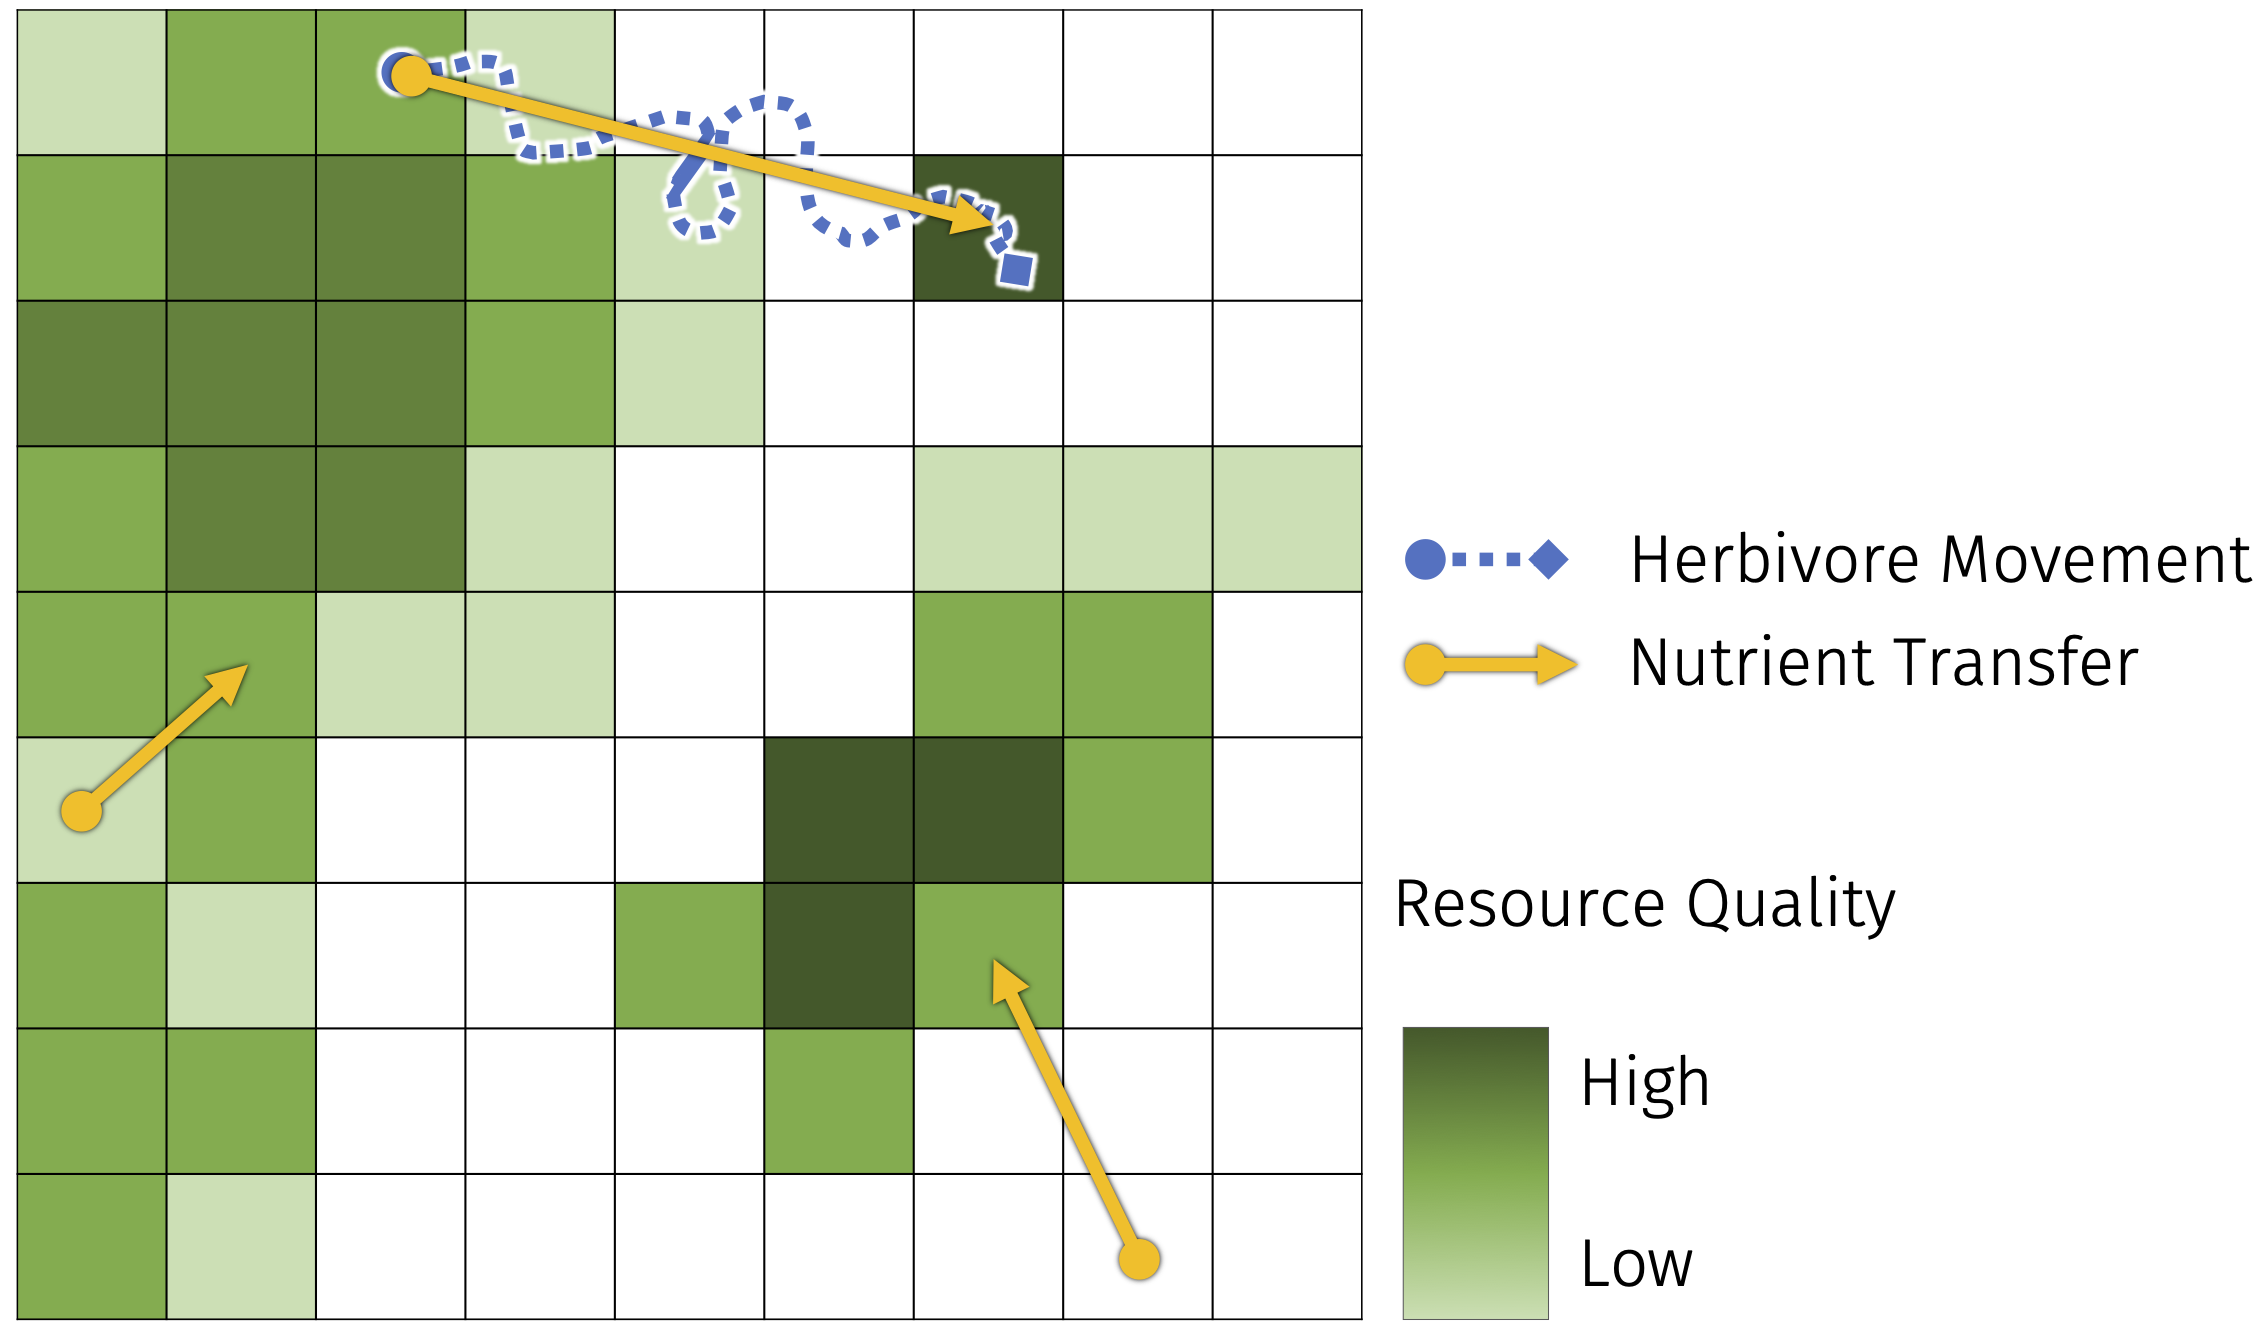 Herbivore Movement
Nutrient Transfer
Resource Quality
High
Low